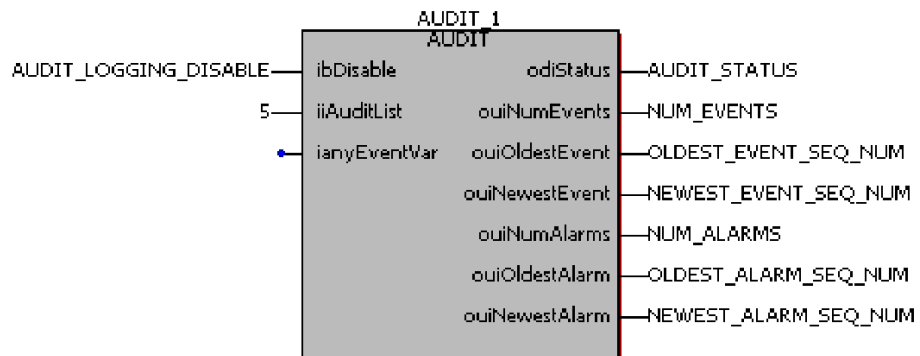 AUDIT_1
AUDIT
AUDIT_LOGGING_DISABLE ibDisable odiStatus AUDIT_STATUS
5 iiAuditList ouiNumEvents NUM_EVENTS
ianyEventVar ouiOldestEvent OLDEST_EVENT_SEQ_NUM
ouiNewestEvent NEWEST_EVENT_SEQ_NUM
ouiNumAlarms NUM_ALARMS
ouiOldestAlarm OLDEST_ALARM_SEQ_NUM
ouiNewestAlarm NEWEST_ALARM_SEQ_NUM